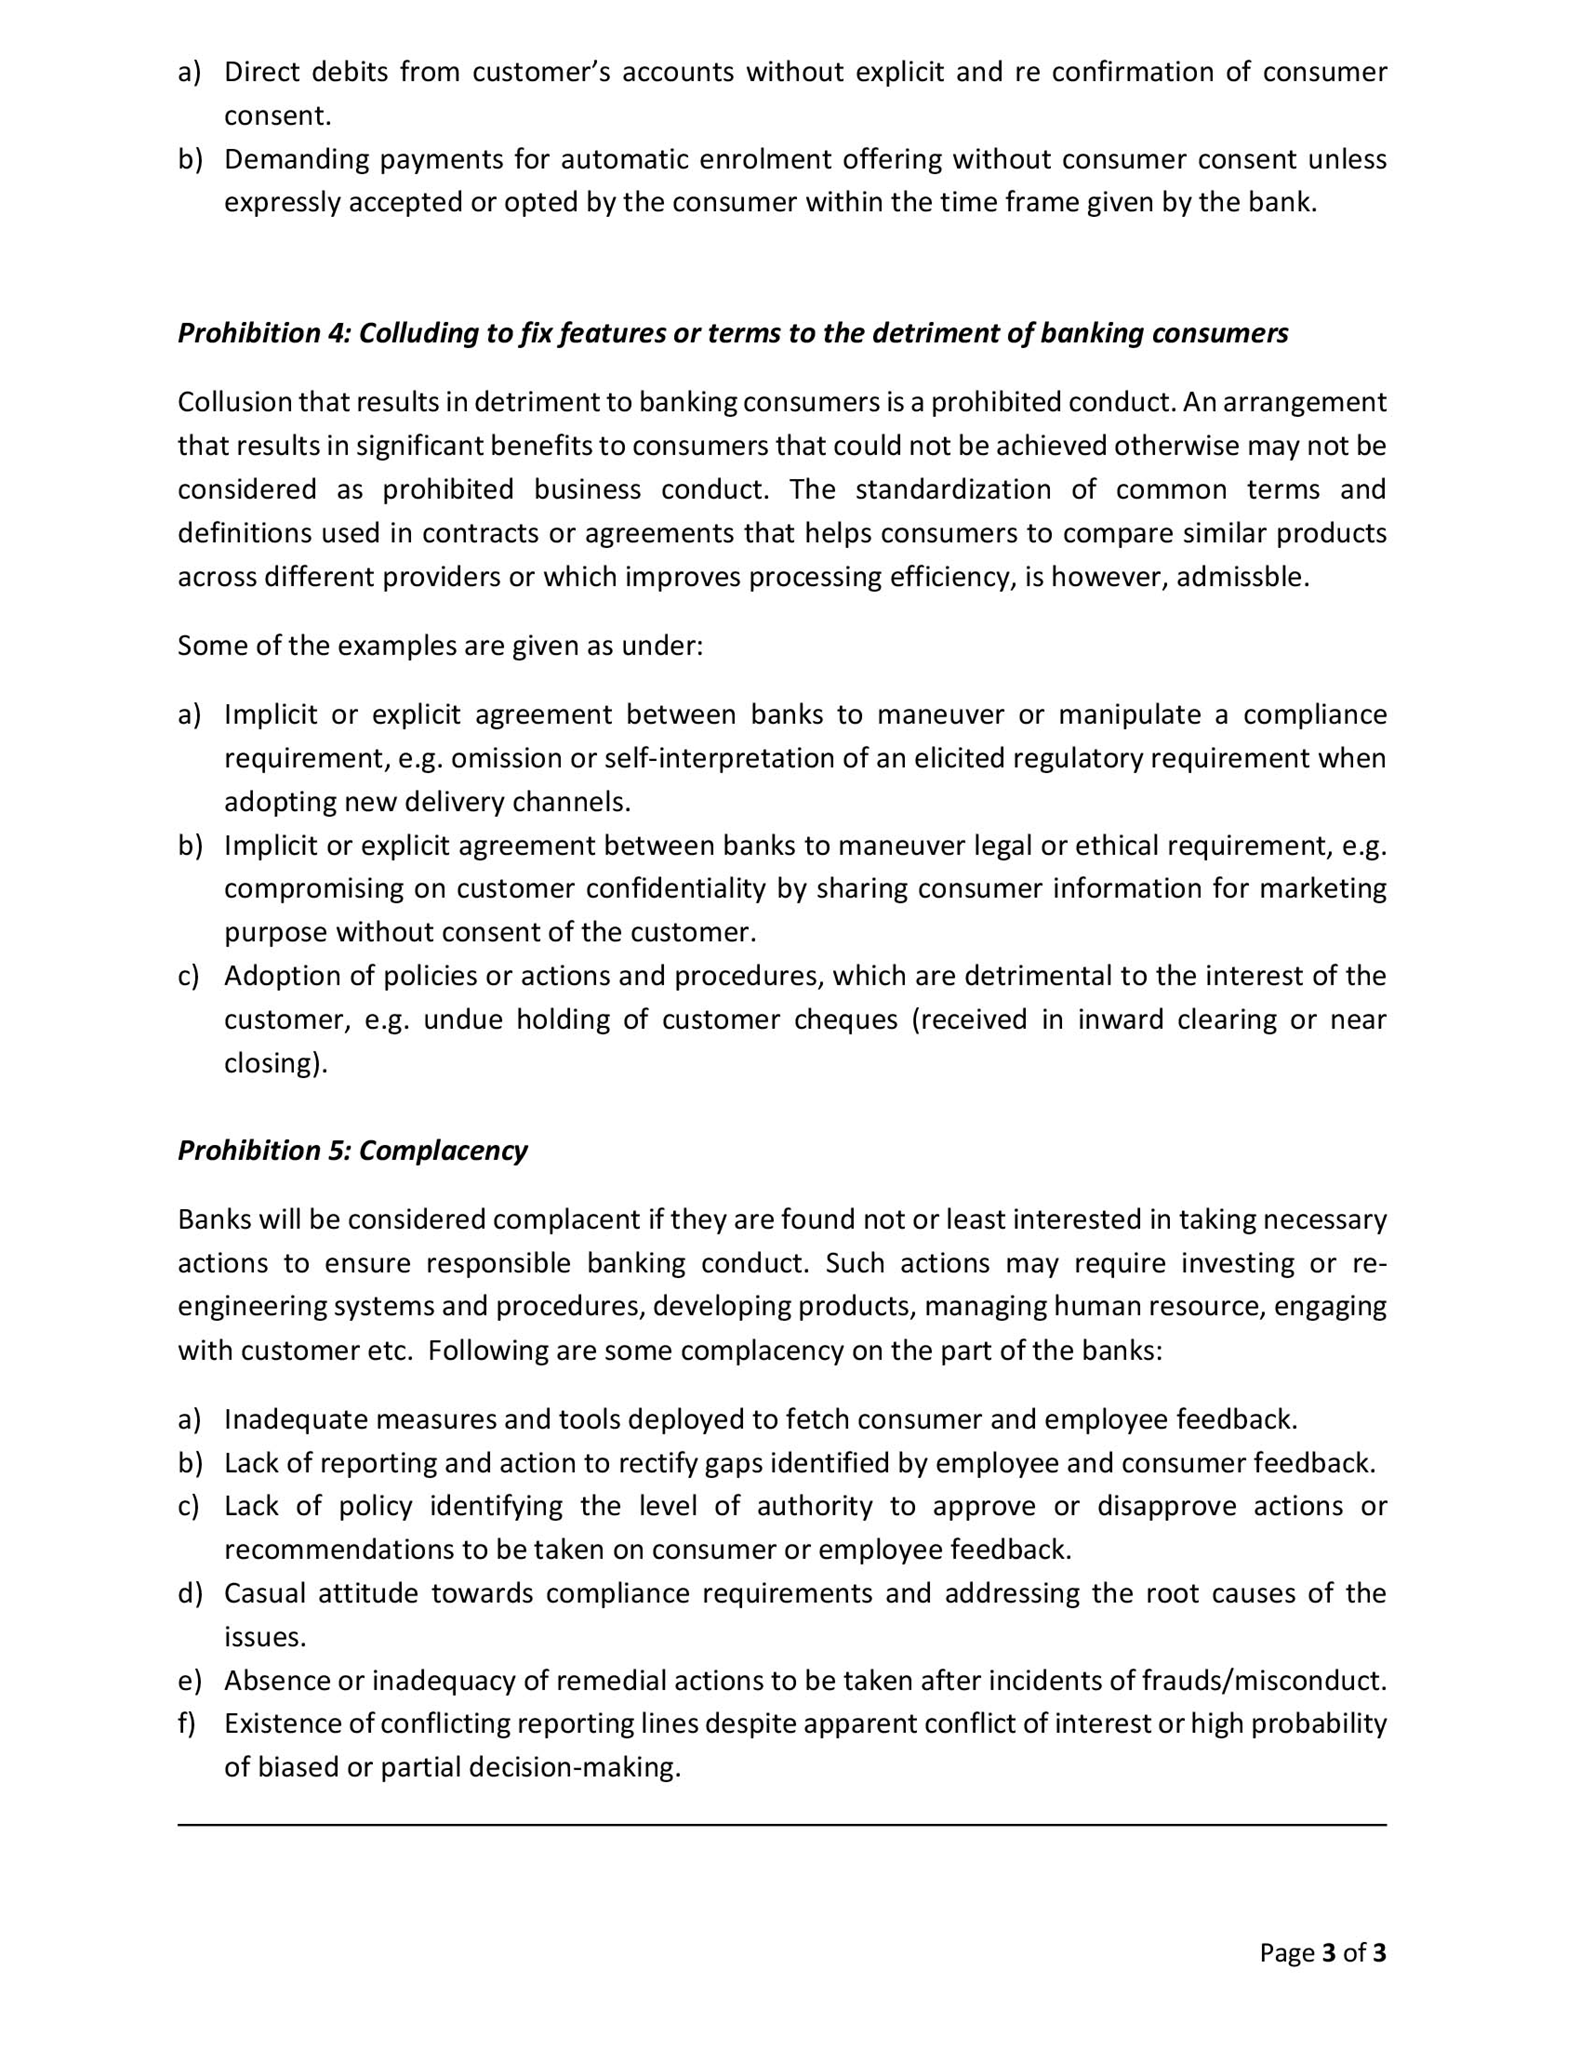 a) Direct debits from customer's accounts without explicit and re confirmation of consumer
consent.
b) Demanding payments for automatic enrolment offering without consumer consent unless
expressly accepted or opted by the consumer within the time frame given by the bank.
Prohibition 4: Colluding to fix features or terms to the detriment of banking consumers
Collusion that results in detriment to banking consumers is a prohibited conduct. An arrangement
that results in significant benefits to consumers that could not be achieved otherwise may not be
considered as prohibited business conduct. The standardization of common terms and
definitions used in contracts or agreements that helps consumers to compare similar products
across different providers or which improves processing efficiency, is however, admissble.
Some of the examples are given as under:
a) Implicit or explicit agreement between banks to maneuver or manipulate a compliance
requirement, e.g. omission or self-interpretation of an elicited regulatory requirement when
adopting new delivery channels.
b) Implicit or explicit agreement between banks to maneuver legal or ethical requirement, e.g.
compromising on customer confidentiality by sharing consumer information for marketing
purpose without consent of the customer.
c) Adoption of policies or actions and procedures, which are detrimental to the interest of the
customer, e.g. undue holding of customer cheques (received in inward clearing or near
closing).
Prohibition 5: Complacency
Banks will be considered complacent if they are found not or least interested in taking necessary
actions to ensure responsible banking conduct. Such actions may require investing or re-
engineering systems and procedures, developing products, managing human resource, engaging
with customer etc. Following are some complacency on the part of the banks:
a) Inadequate measures and tools deployed to fetch consumer and employee feedback.
b) Lack of reporting and action to rectify gaps identified by employee and consumer feedback.
c) Lack of policy identifying the level of authority to approve or disapprove actions or
recommendations to be taken on consumer or employee feedback.
d) Casual attitude towards compliance requirements and addressing the root causes of the
issues.
e) Absence or inadequacy of remedial actions to be taken after incidents of frauds/misconduct.
f) Existence of conflicting reporting lines despite apparent conflict of interest or high probability
of biased or partial decision-making.
Page 3 of 3